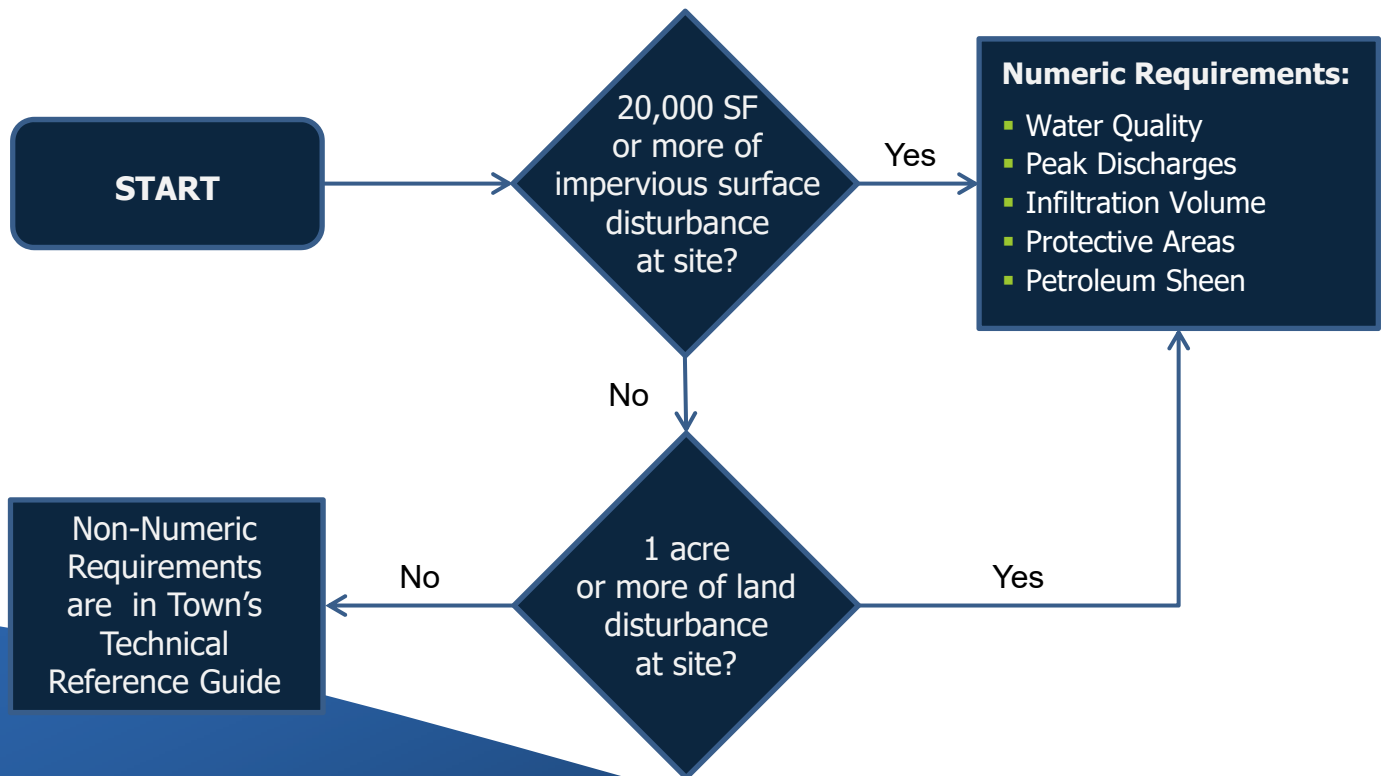 START
20,000 SF
or more of
impervious surface
disturbance
at site?
Yes
Numeric Requirements:
▪ Water Quality
▪ Peak Discharges
▪ Infiltration Volume
▪ Protective Areas
▪ Petroleum Sheen
No
1 acre
or more of land
disturbance
at site?
Yes
No
Non-Numeric
Requirements
are in Town’s
Technical
Reference Guide